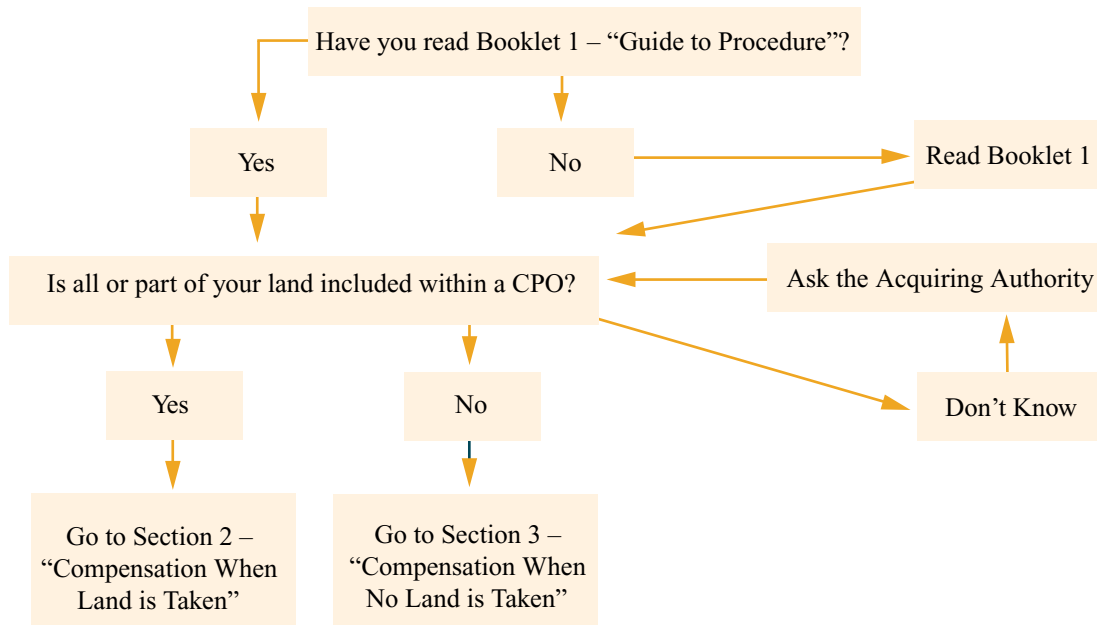 Have you read Booklet 1 – “Guide to Procedure”?
Yes
No
Read Booklet 1
Is all or part of your land included within a CPO?
Ask the Acquiring Authority
Yes
No
Don’t Know
Go to Section 2 –
“Compensation When
Land is Taken”
Go to Section 3 –
“Compensation When
No Land is Taken”